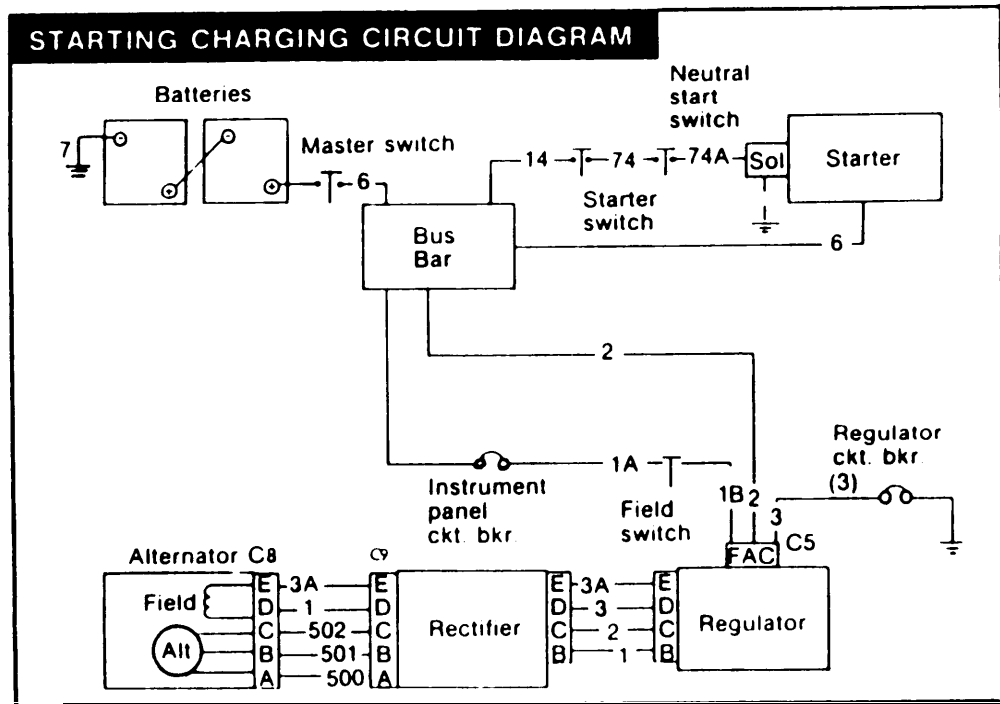 STARTING CHARGING CIRCUIT DIAGRAM
Batteries
Neutral
start
switch
7
Master switch
6
14
74
74A
Sol
Starter
Starter
switch
Bus
Bar
6
2
Regulator
ckt. bkr.
(3)
1A
Instrument
panel
ckt. bkr.
Field
switch
1B
2
3
FAC
C5
Alternator
C8
C9
Field
Alt
E
3A
E
D
1
D
C
502
C
B
501
B
A
500
A
Rectifier
E
3A
E
D
3
D
C
2
C
B
1
B
Regulator